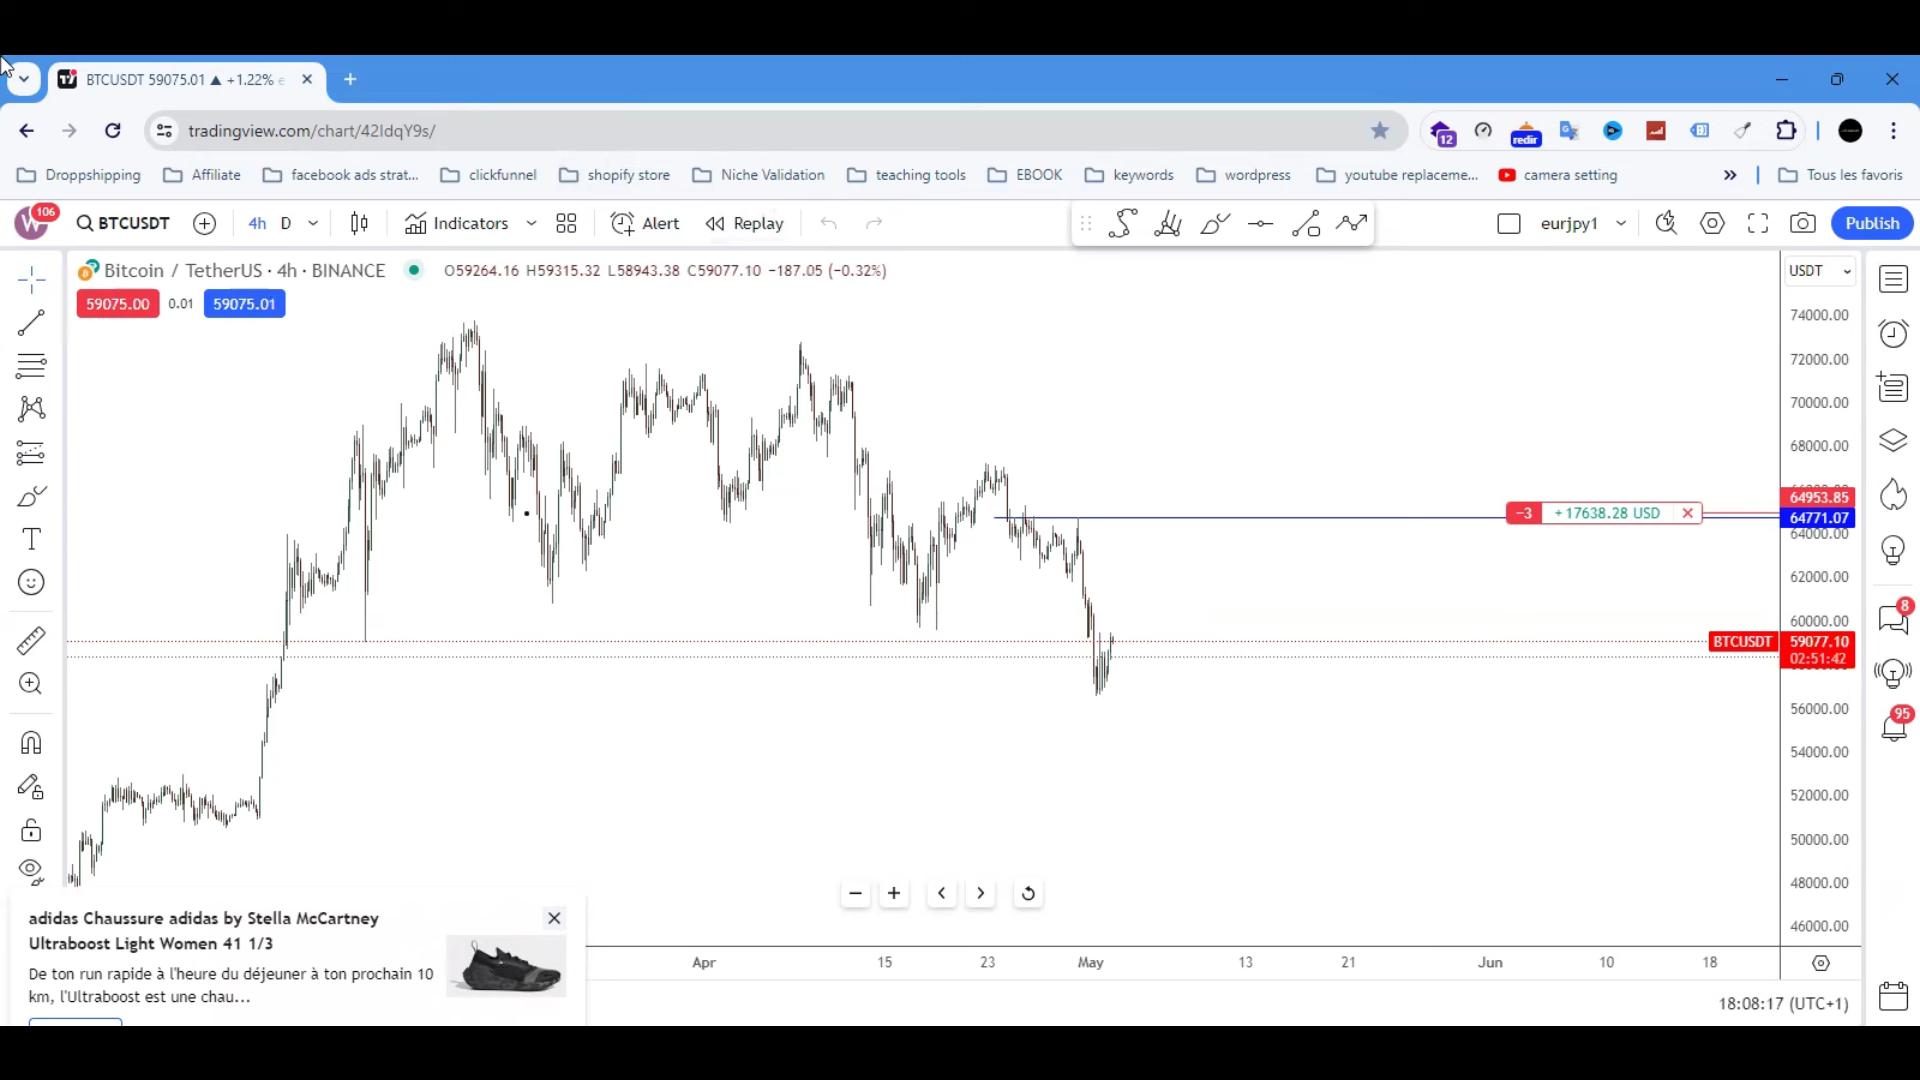 BTCUSDT 59075.01 ▲ +1.22%
tradingview.com/chart/42IdqY9s/
12
redir
Droppshipping
Affiliate
facebook ads strat...
clickfunnel
shopify store
Niche Validation
teaching tools
EBOOK
keywords
wordpress
youtube replaceme...
camera setting
Tous les favoris
W
106
BTCUSDT
4h
D
Indicators
Alert
Replay
eurjpy1
Publish
Bitcoin / TetherUS · 4h · BINANCE
O59264.16 H59315.32 L58943.38 C59077.10 −187.05 (−0.32%)
USDT
59075.00
0.01
59075.01
74000.00
72000.00
70000.00
68000.00
64953.85
−3
+17638.28 USD
64771.07
64000.00
62000.00
60000.00
BTCUSDT
59077.10
02:51:42
56000.00
54000.00
52000.00
50000.00
48000.00
46000.00
8
95
adidas Chaussure adidas by Stella McCartney
Ultraboost Light Women 41 1/3
De ton run rapide à l'heure du déjeuner à ton prochain 10
km, l'Ultraboost est une chau...
Apr
15
23
May
13
21
Jun
10
18
18:08:17 (UTC+1)